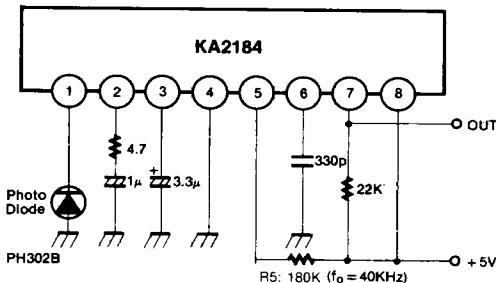 KA2184
1 2 3 4 5 6 7 8
OUT
4.7
330p
+
1μ
3.3μ
22K
Photo
Diode
PH302B
+5V
R5: 180K (fo = 40KHz)